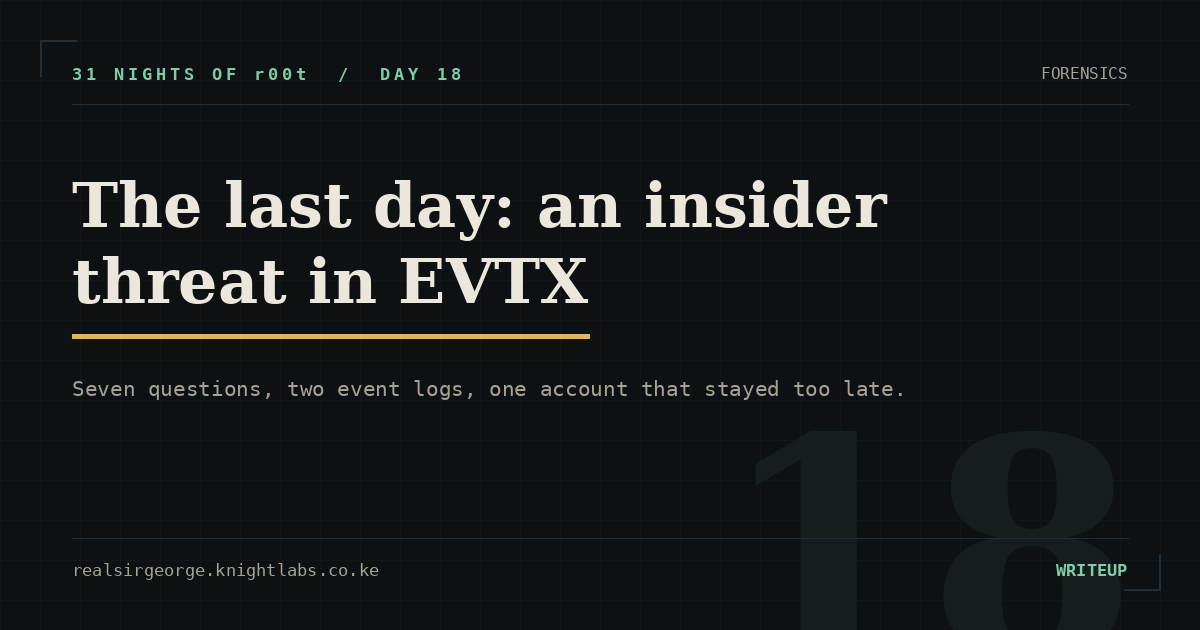 31 NIGHTS OF r00t / DAY 18
FORENSICS
The last day: an insider
threat in EVTX
Seven questions, two event logs, one account that stayed too late.
18
realsirgeorge.knightlabs.co.ke
WRITEUP